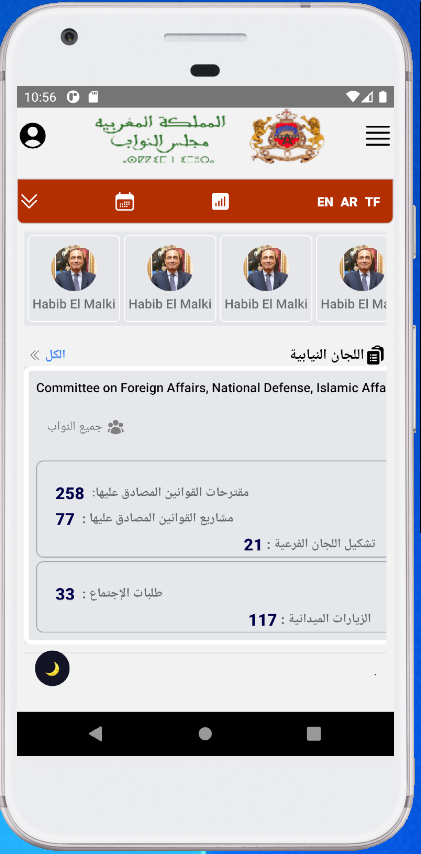 10:56
المملكة المغربية
مجلس النواب
EN AR TF
Habib El Malki Habib El Malki Habib El Malki Habib El Ma
اللجان النيابية
الكل
Committee on Foreign Affairs, National Defense, Islamic Affa
جميع النواب
مقترحات القوانين المصادق عليها: 258
مشاريع القوانين المصادق عليها : 77
تشكيل اللجان الفرعية : 21
طلبات الإجتماع : 33
الزيارات الميدانية : 117
.